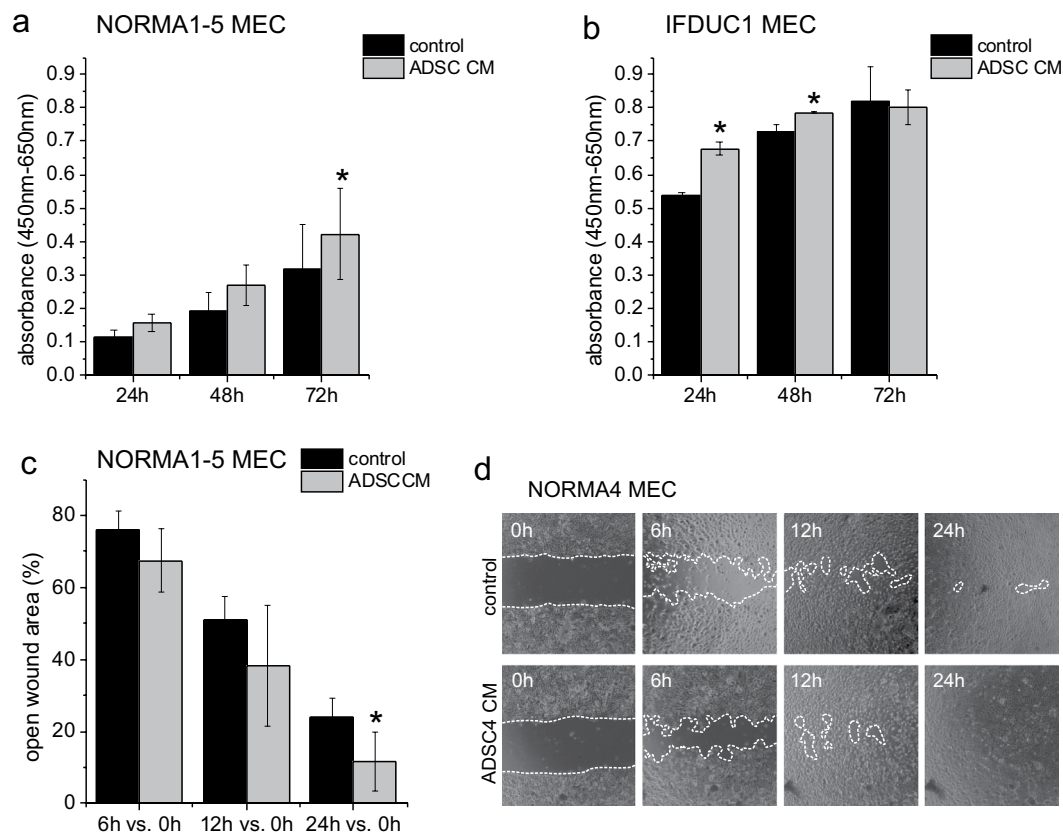 a
NORMA1-5 MEC
control
ADSC CM
absorbance (450nm-650nm)
0.9
0.8
0.7
0.6
0.5
0.4
0.3
0.2
0.1
0.0
*
24h
48h
72h
b
IFDUC1 MEC
control
ADSC CM
absorbance (450nm-650nm)
0.9
0.8
0.7
0.6
0.5
0.4
0.3
0.2
0.1
0.0
*
*
24h
48h
72h
c
NORMA1-5 MEC
control
ADSCCM
open wound area (%)
80
60
40
20
0
*
6h vs. 0h
12h vs. 0h
24h vs. 0h
d
NORMA4 MEC
control
0h
6h
12h
24h
ADSC4 CM
0h
6h
12h
24h